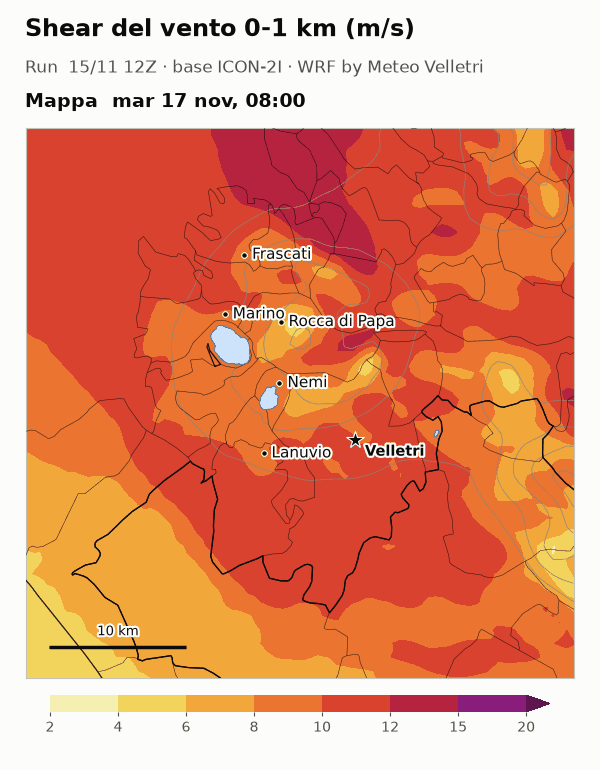 Shear del vento 0-1 km (m/s)
Run  15/11 12Z · base ICON-2I · WRF by Meteo Velletri
Mappa  mar 17 nov, 08:00
Frascati
Marino
Rocca di Papa
Nemi
Lanuvio
Velletri
10 km
2 4 6 8 10 12 15 20